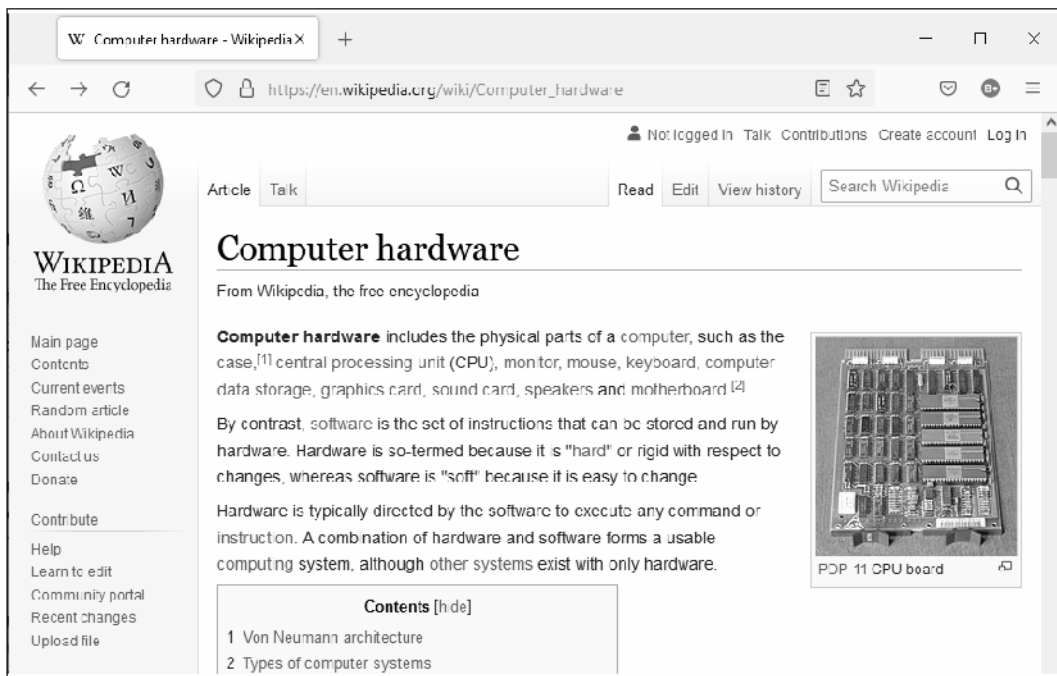 W Computer hardware - Wikipedia
https://en.wikipedia.org/wiki/Computer_hardware
Not logged in Talk Contributions Create account Log in
Article Talk Read Edit View history Search Wikipedia
WIKIPEDIA
The Free Encyclopedia
Main page
Contents
Current events
Random article
About Wikipedia
Contact us
Donate
Contribute
Help
Learn to edit
Community portal
Recent changes
Upload file
Computer hardware
From Wikipedia, the free encyclopedia
Computer hardware includes the physical parts of a computer, such as the
case,[1] central processing unit (CPU), monitor, mouse, keyboard, computer
data storage, graphics card, sound card, speakers and motherboard.[2]
By contrast, software is the set of instructions that can be stored and run by
hardware. Hardware is so-termed because it is "hard" or rigid with respect to
changes, whereas software is "soft" because it is easy to change.
Hardware is typically directed by the software to execute any command or
instruction. A combination of hardware and software forms a usable
computing system, although other systems exist with only hardware.
PDP-11 CPU board
Contents [hide]
1 Von Neumann architecture
2 Types of computer systems